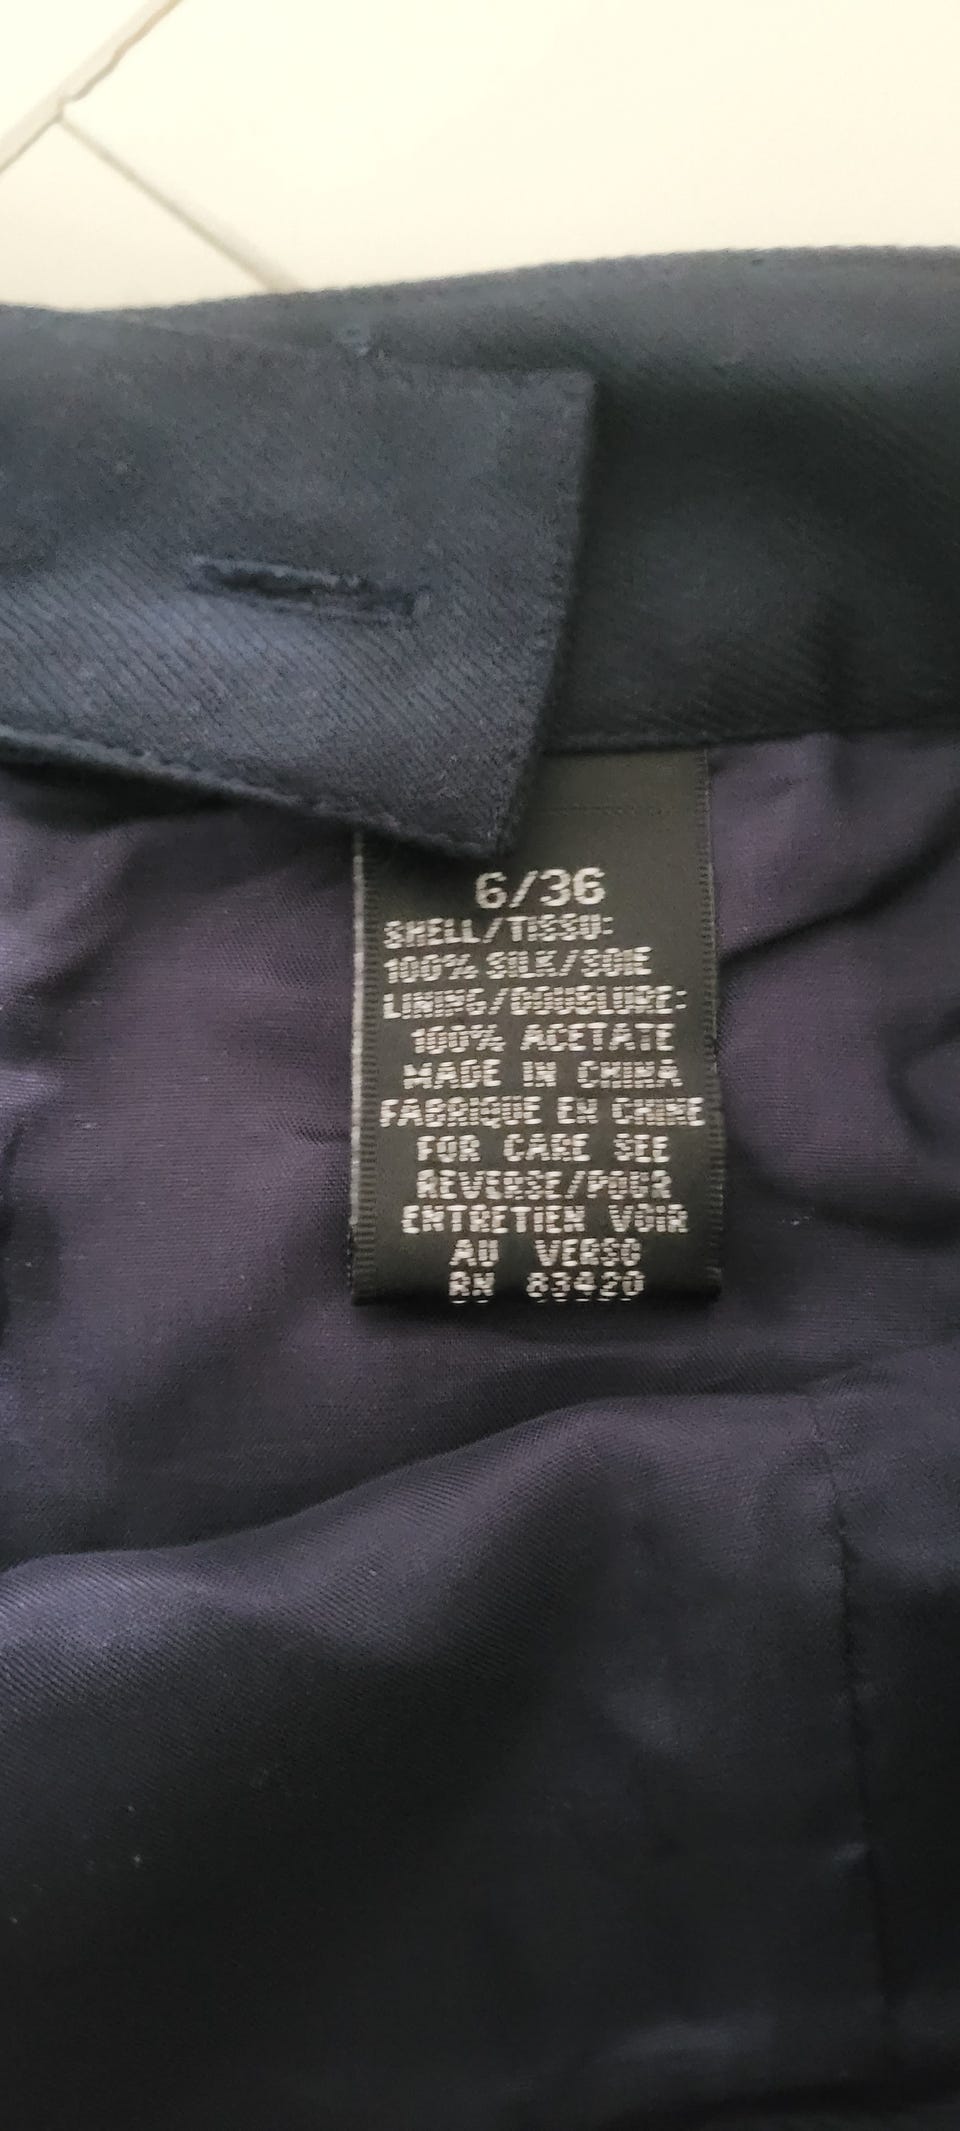 6/36
SHELL/TISSU:
100% SILK/SOIE
LINING/DOUBLURE:
100% ACETATE
MADE IN CHINA
FABRIQUE EN CHINE
FOR CARE SEE
REVERSE/POUR
ENTRETIEN VOIR
AU VERSO
RN 83420